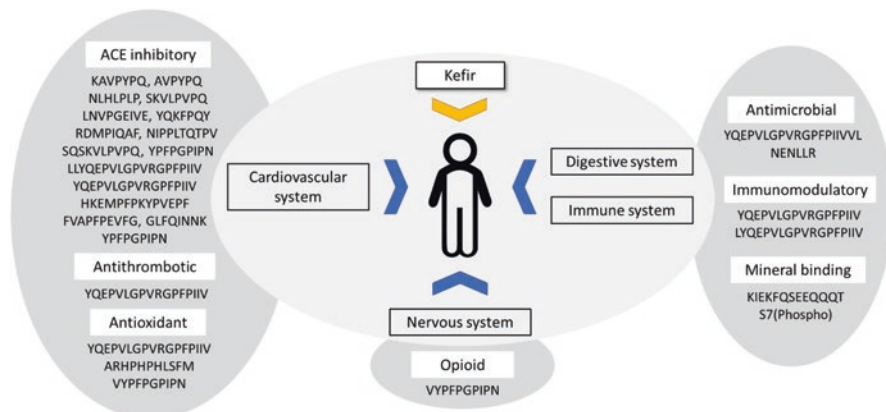 ACE inhibitory
KAVPYPQ, AVPYPQ
NLHLPLP, SKVLPVPQ
LNVPGEIVE, YQKFPQY
RDMPIQAF, NIPPLTQTPV
SQSKVLPVPQ, YPFPGPIPN
LLYQEPVLGPVRGPFPIIV
YQEPVLGPVRGPFPIIV
HKEMPFPKYPVEPF
FVAPFPEVFG, GLFQINNK
YPFPGPIPN
Antithrombotic
YQEPVLGPVRGPFPIIV
Antioxidant
YQEPVLGPVRGPFPIIV
ARHPHPHLSFM
VYPFPGPIPN
Kefir
Cardiovascular
system
Digestive system
Immune system
Nervous system
Opioid
VYPFPGPIPN
Antimicrobial
YQEPVLGPVRGPFPIIVVL
NENLLR
Immunomodulatory
YQEPVLGPVRGPFPIIV
LYQEPVLGPVRGPFPIIV
Mineral binding
KIEKFQSEEQQQT
S7(Phospho)